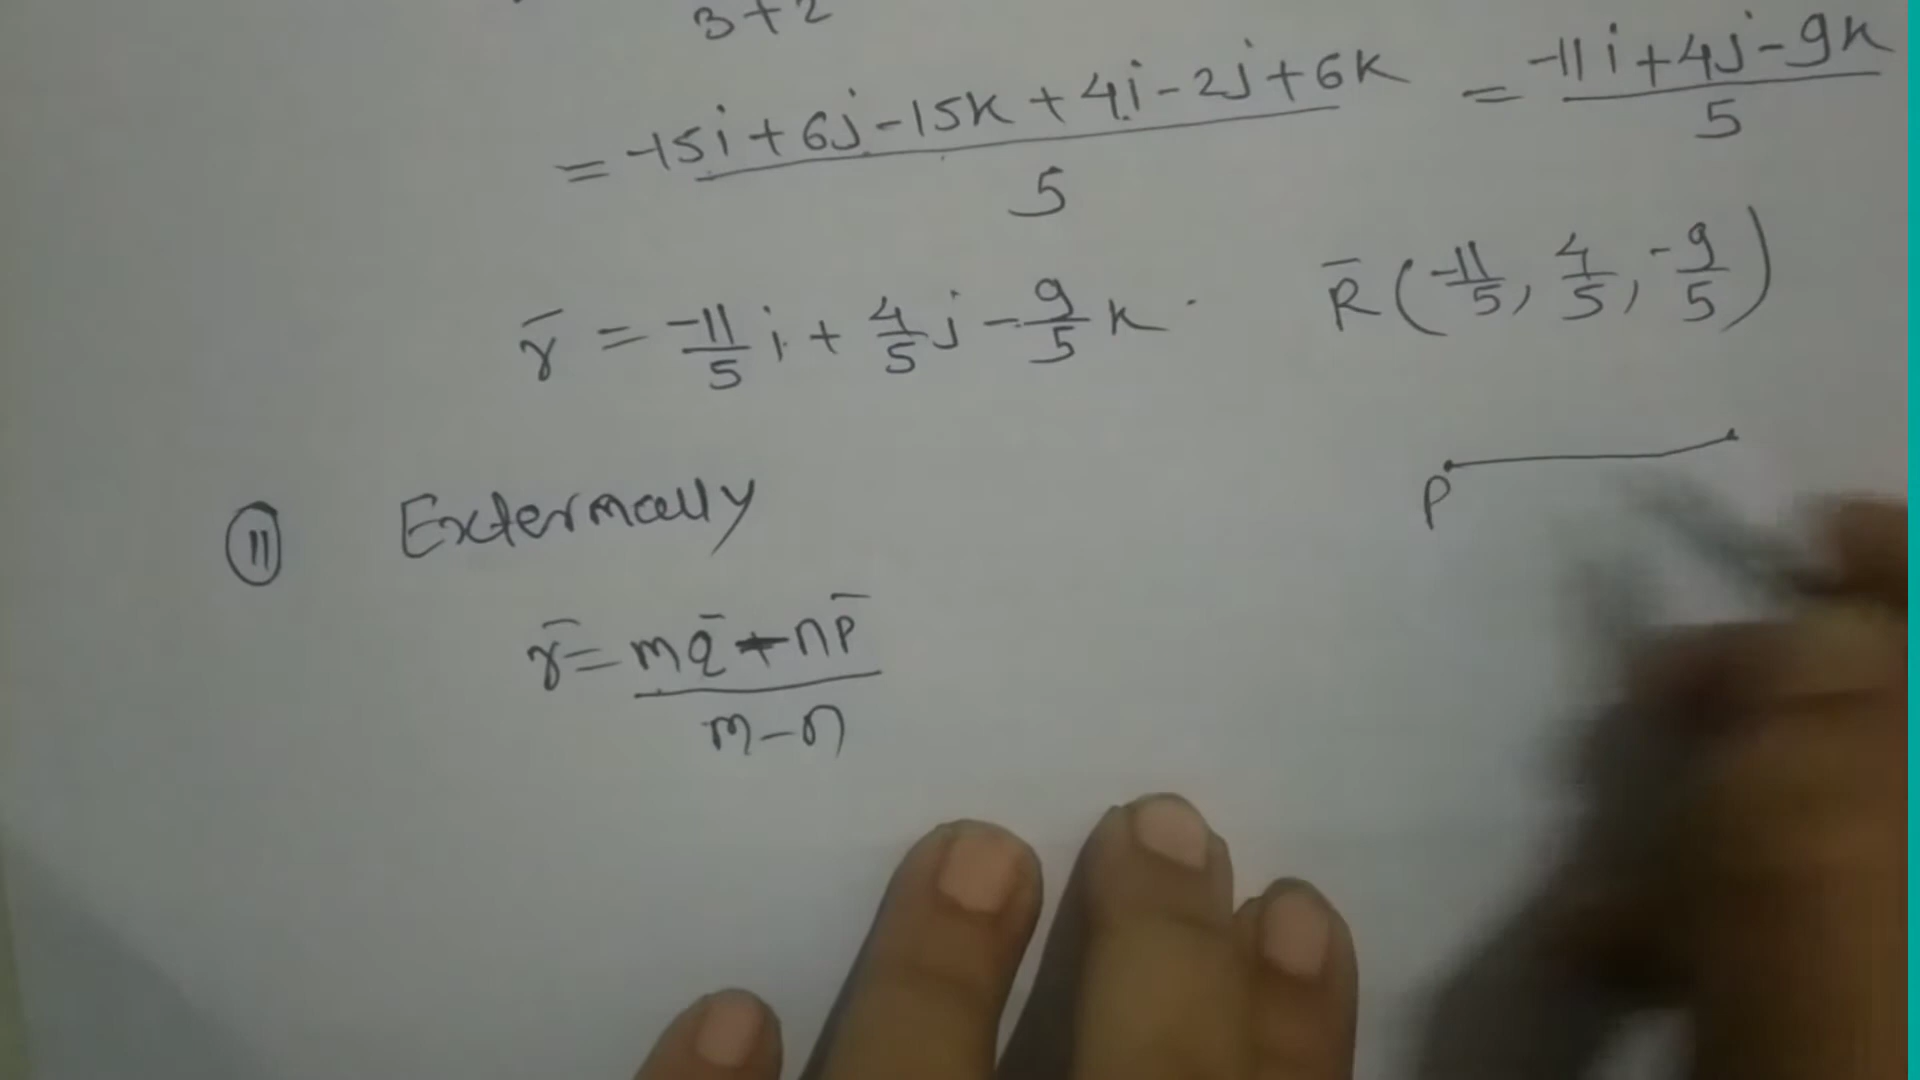 3+2
= -15i+6j-15k+4i-2j+6k / 5 = -11i+4j-9k / 5
r̄ = -11/5 i + 4/5 j - 9/5 k. R̄(-11/5, 4/5, -9/5)
(II) Externally
P
r̄ = mq̄ - np̄ / m-n